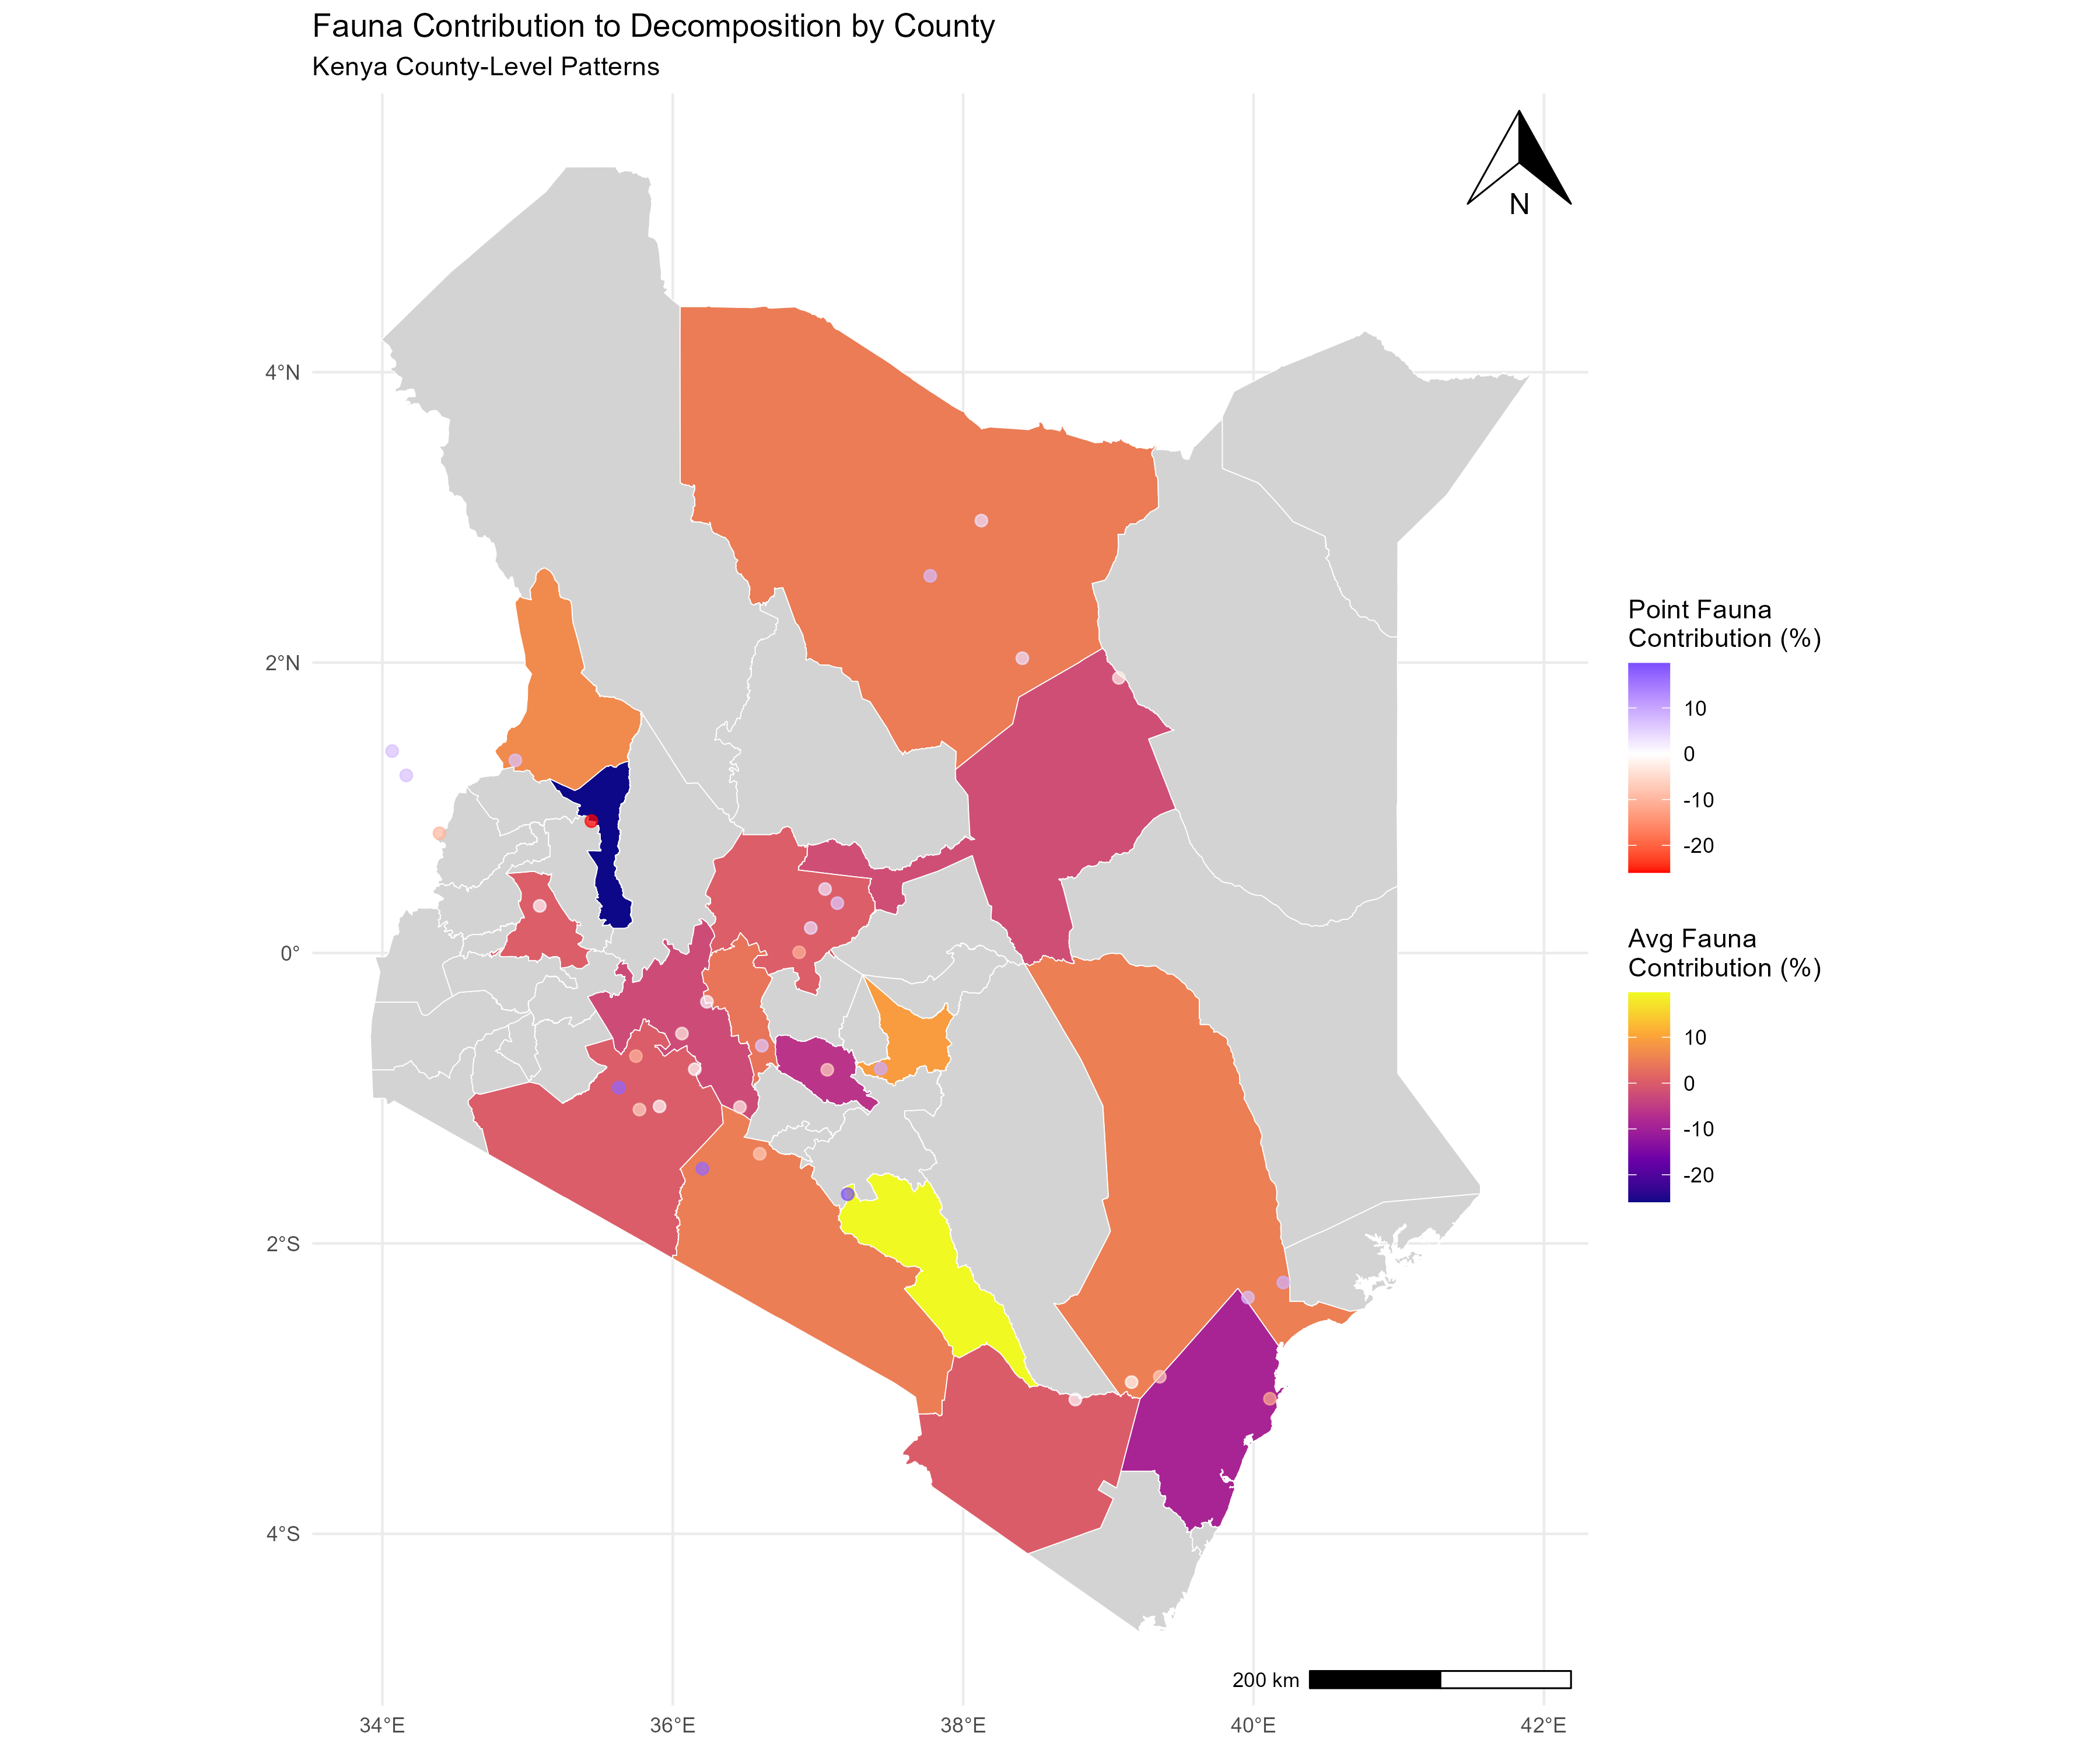 Fauna Contribution to Decomposition by County
Kenya County-Level Patterns
N
4°N
2°N
0°
2°S
4°S
34°E
36°E
38°E
40°E
42°E
200 km
Point Fauna
Contribution (%)
10
0
-10
-20
Avg Fauna
Contribution (%)
10
0
-10
-20